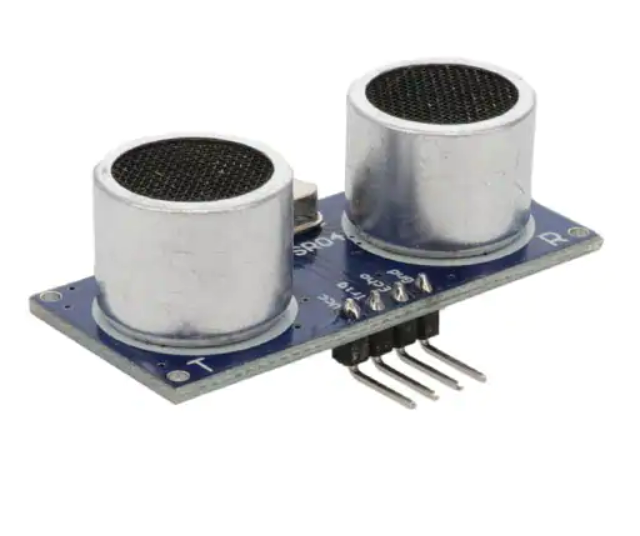 SR04
Vcc
Trig
Echo
Gnd
T
R